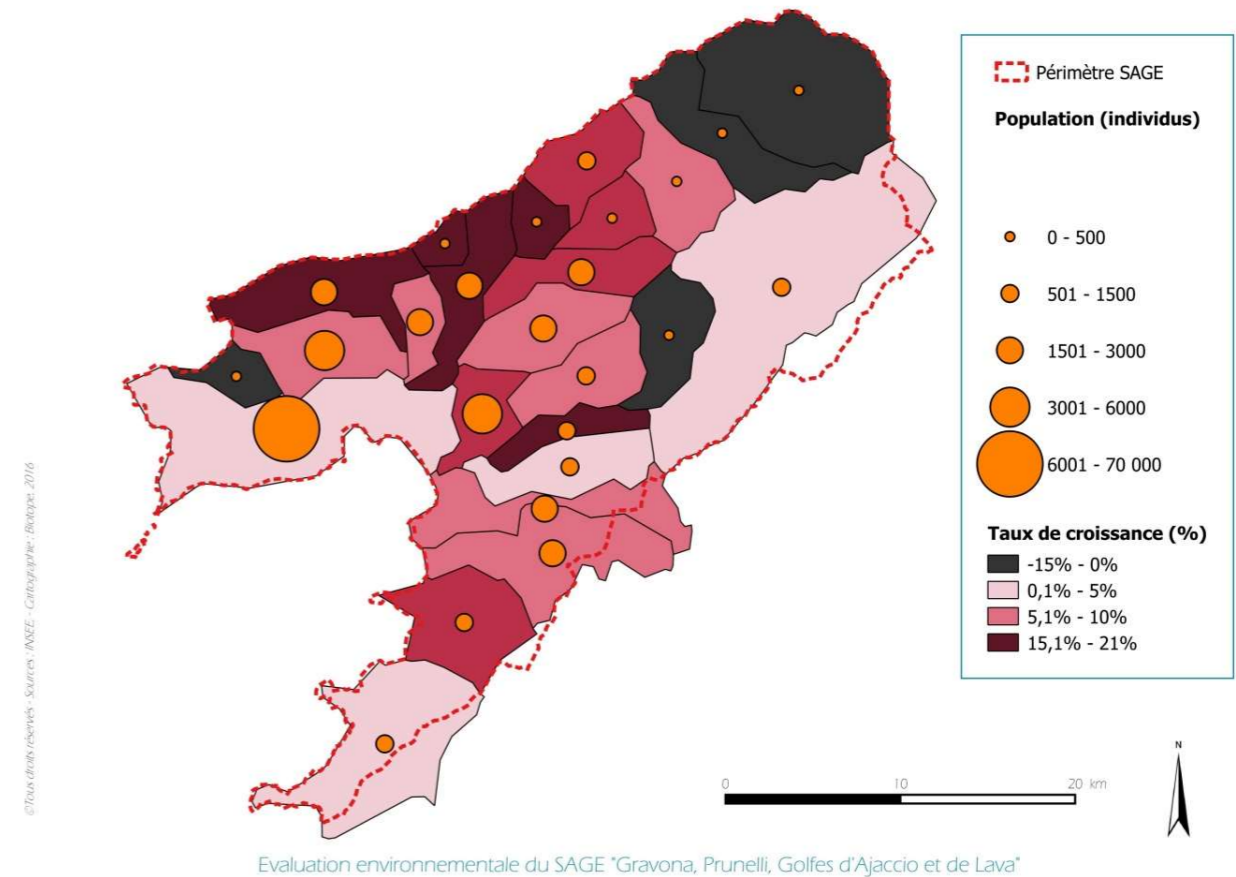 Périmètre SAGE
Population (individus)
0 - 500
501 - 1500
1501 - 3000
3001 - 6000
6001 - 70 000
Taux de croissance (%)
-15% - 0%
0,1% - 5%
5,1% - 10%
15,1% - 21%
N
0 10 20 km
©Tous droits réservés - Sources : INSEE - Cartographie : Biotope, 2016
Evaluation environnementale du SAGE "Gravona, Prunelli, Golfes d'Ajaccio et de Lava"